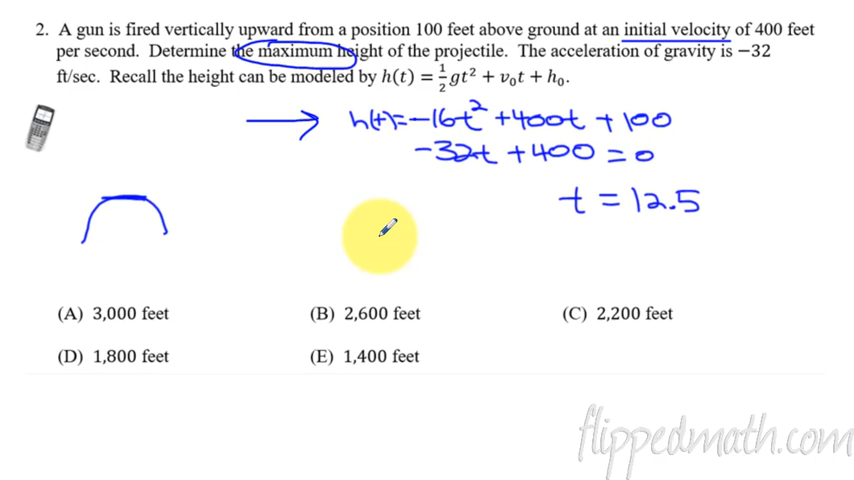 2. A gun is fired vertically upward from a position 100 feet above ground at an initial velocity of 400 feet
per second. Determine the maximum height of the projectile. The acceleration of gravity is −32
ft/sec. Recall the height can be modeled by h(t) = 1/2 gt² + v₀t + h₀.
h(t)=-16t² +400t +100
-32t +400 = 0
t = 12.5
(A) 3,000 feet (B) 2,600 feet (C) 2,200 feet
(D) 1,800 feet (E) 1,400 feet
flippedmath.com